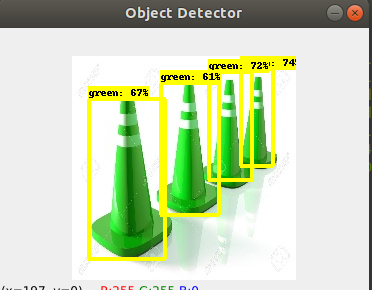 Object Detector
green: 72%
74%
green: 61%
green: 67%
(x=197, y=0) ~ R:255 G:255 B:0